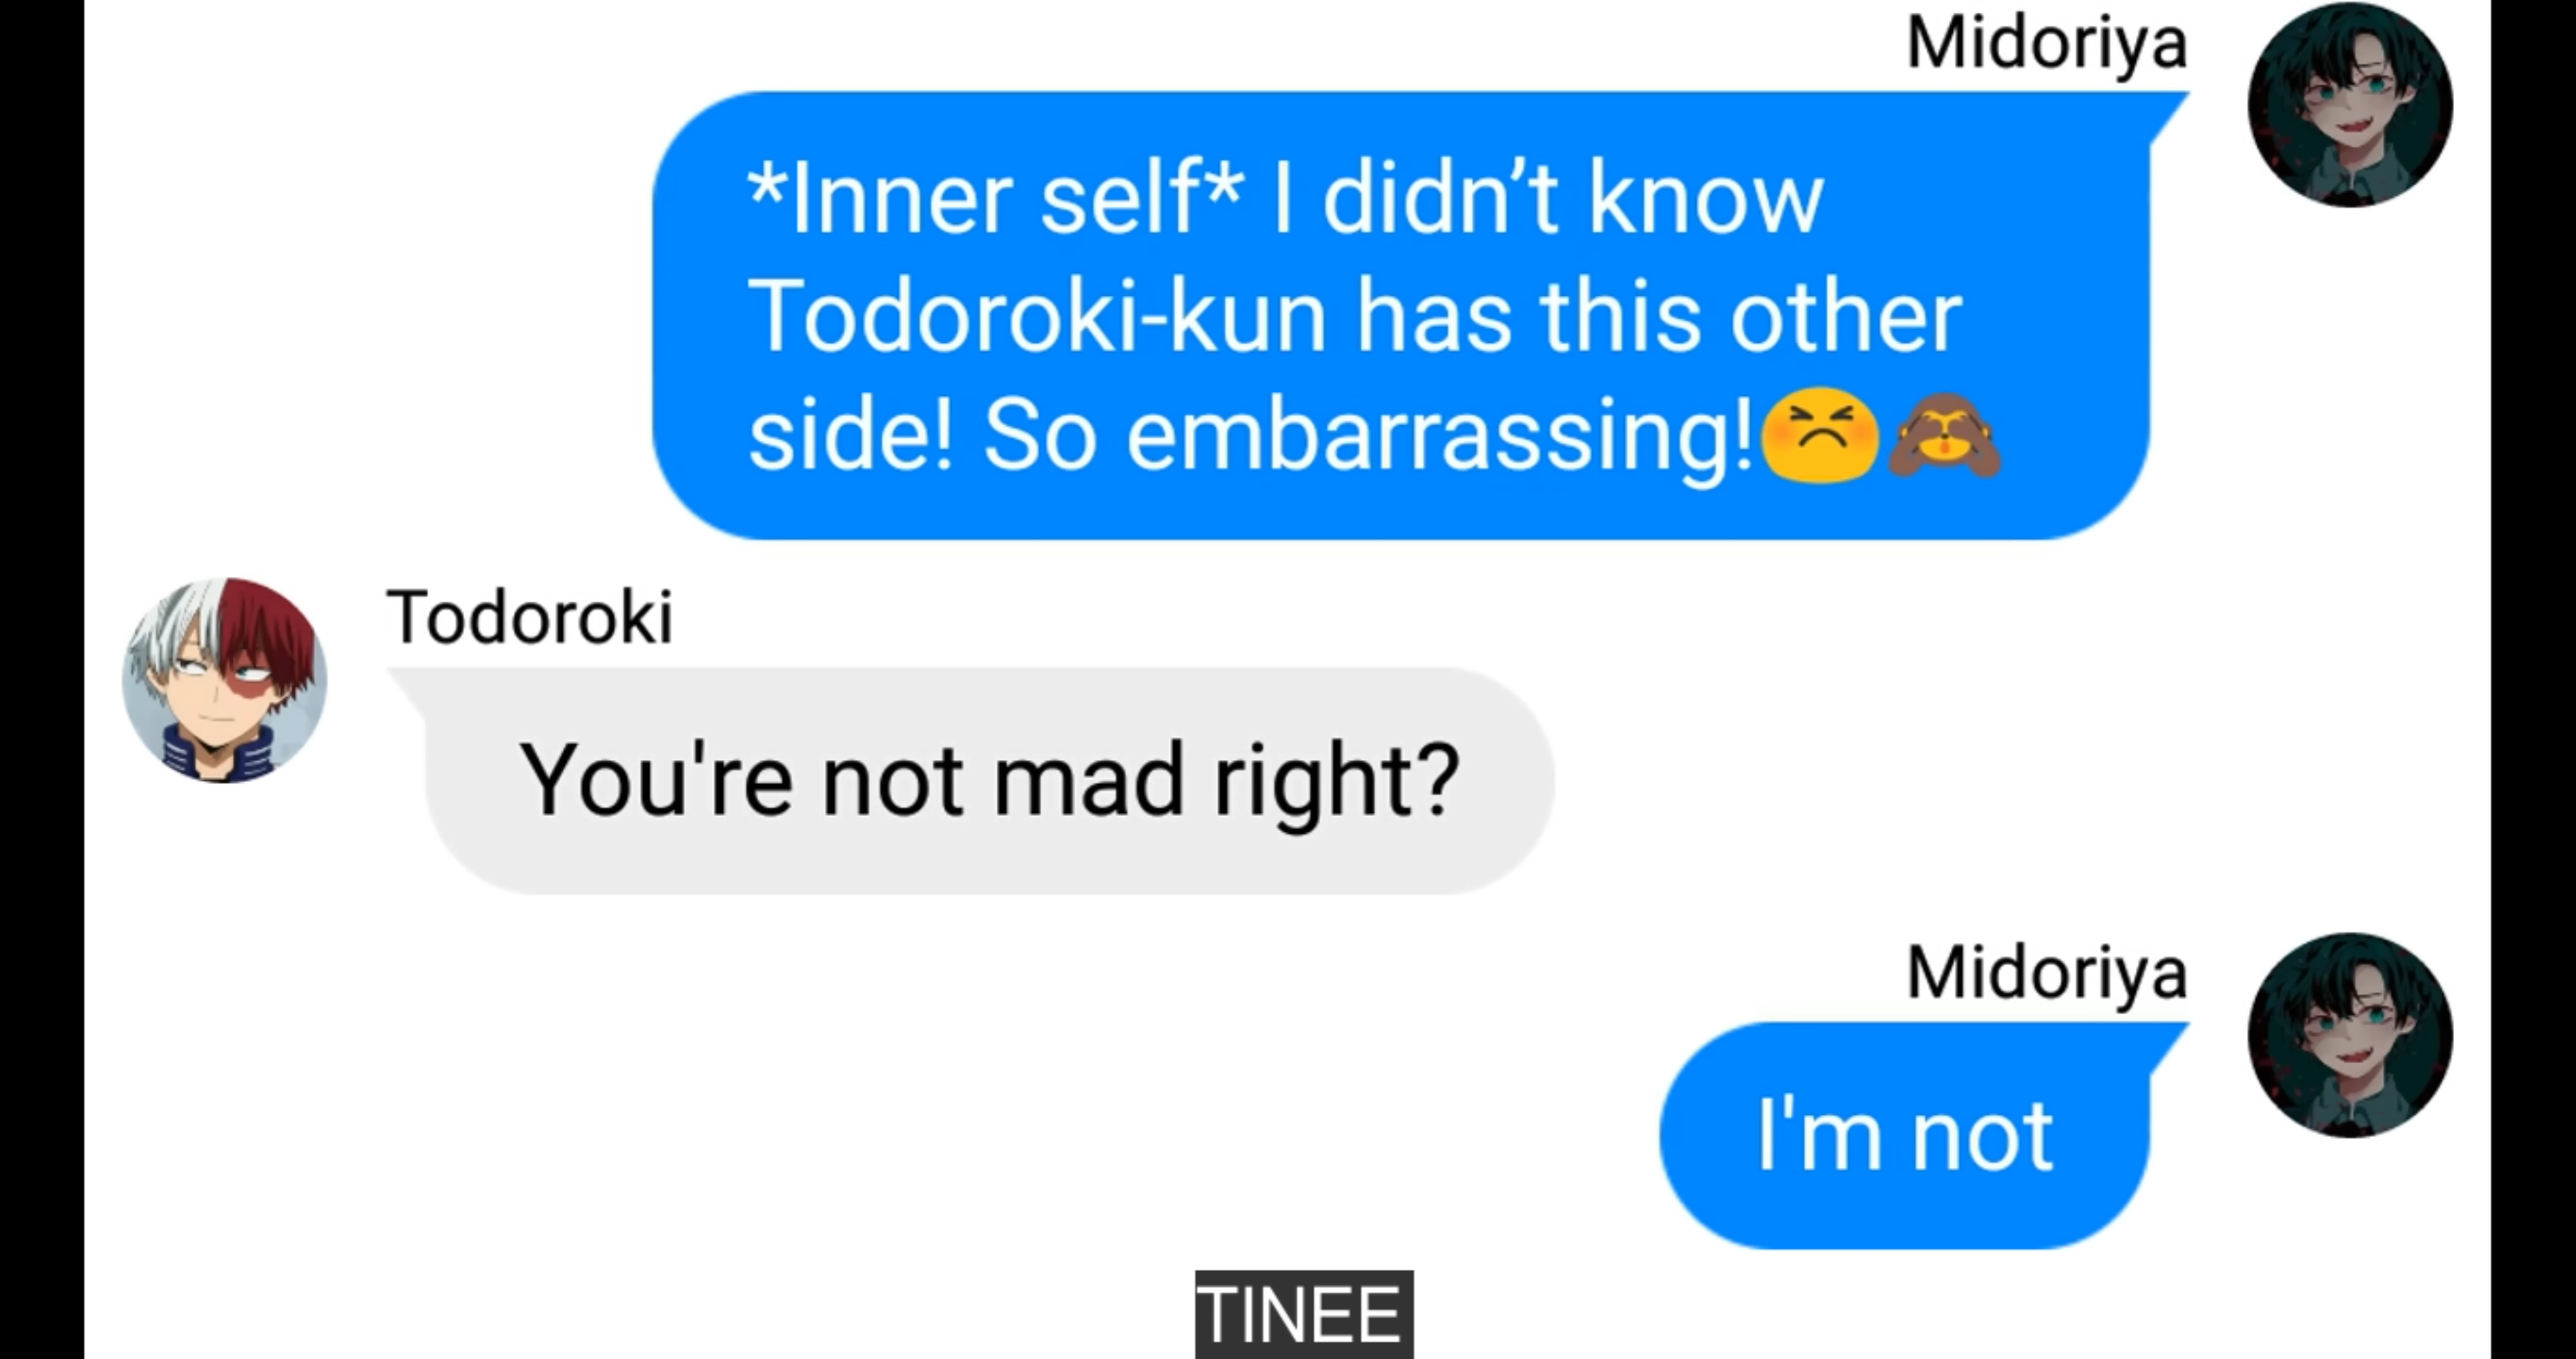 Midoriya
*Inner self* I didn’t know
Todoroki-kun has this other
side! So embarrassing!😣🙈
Todoroki
You're not mad right?
Midoriya
I'm not
TINEE